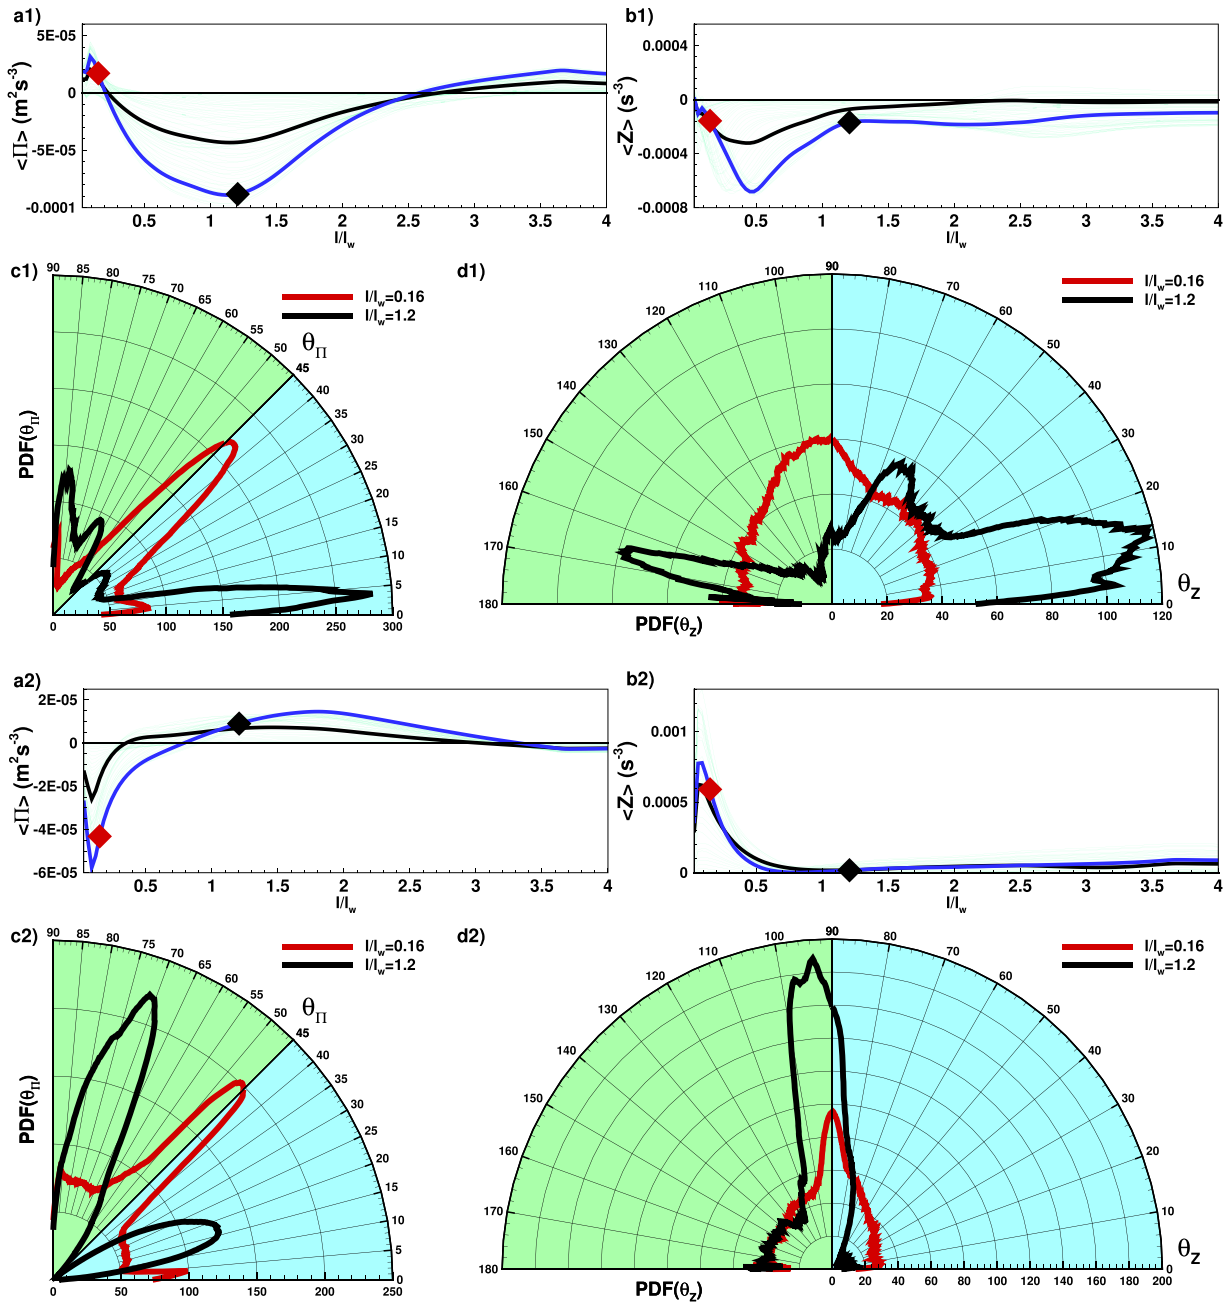 a1)
b1)
5E-05
0
-5E-05
-0.0001
<Π> (m²s⁻³)
0.5 1 1.5 2 2.5 3 3.5 4
l/l_w
0.0004
0
-0.0004
-0.0008
<Z> (s⁻³)
0.5 1 1.5 2 2.5 3 3.5 4
l/l_w
c1)
90 85 80 75 70 65 60 55 50 45 40 35 30 25 20 15 10 5 0
l/l_w=0.16
l/l_w=1.2
θ_Π
PDF(θ_Π)
0 50 100 150 200 250 300
d1)
180 170 160 150 140 130 120 110 100 90 80 70 60 50 40 30 20 10 0
l/l_w=0.16
l/l_w=1.2
θ_Z
PDF(θ_Z)
0 20 40 60 80 100 120
a2)
b2)
2E-05
0
-2E-05
-4E-05
-6E-05
<Π> (m²s⁻³)
0.5 1 1.5 2 2.5 3 3.5 4
l/l_w
0.001
0.0005
0
<Z> (s⁻³)
0.5 1 1.5 2 2.5 3 3.5 4
l/l_w
c2)
90 85 80 75 70 65 60 55 50 45 40 35 30 25 20 15 10 5 0
l/l_w=0.16
l/l_w=1.2
θ_Π
PDF(θ_Π)
0 50 100 150 200 250
d2)
180 170 160 150 140 130 120 110 100 90 80 70 60 50 40 30 20 10 0
l/l_w=0.16
l/l_w=1.2
θ_Z
PDF(θ_Z)
0 20 40 60 80 100 120 140 160 180 200